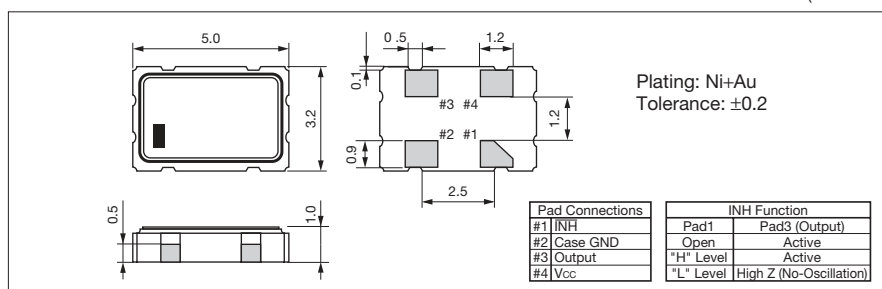 (
5.0
0 .5
1.2
0.1
3.2
#3 #4
#2 #1
1.2
0.9
2.5
Plating: Ni+Au
Tolerance: ±0.2
0.5
1.0
Pad Connections
#1 I̅N̅H̅
#2 Case GND
#3 Output
#4 Vcc
INH Function
Pad1 Pad3 (Output)
Open Active
"H" Level Active
"L" Level High Z (No-Oscillation)